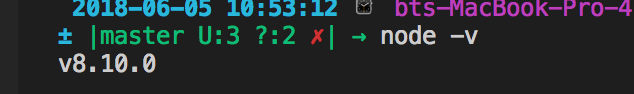 2018-06-05 10:53:12 ⌚ bts-MacBook-Pro-4
± |master U:3 ?:2 ✗| → node -v
v8.10.0